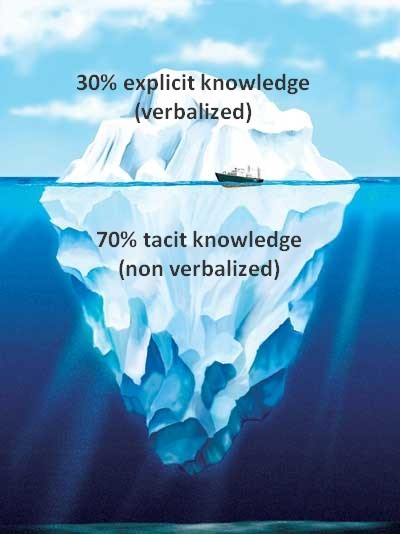 30% explicit knowledge
(verbalized)
70% tacit knowledge
(non verbalized)